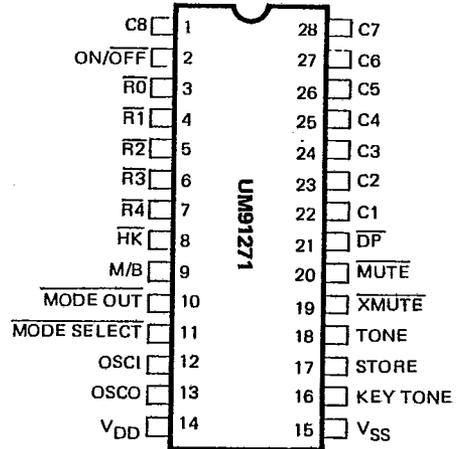 C8 1 28 C7
ON/OFF 2 27 C6
R0 3 26 C5
R1 4 25 C4
R2 5 24 C3
R3 6 23 C2
R4 7 22 C1
HK 8 21 DP
M/B 9 20 MUTE
MODE OUT 10 19 XMUTE
MODE SELECT 11 18 TONE
OSCI 12 17 STORE
OSCO 13 16 KEY TONE
VDD 14 15 VSS
UM91271